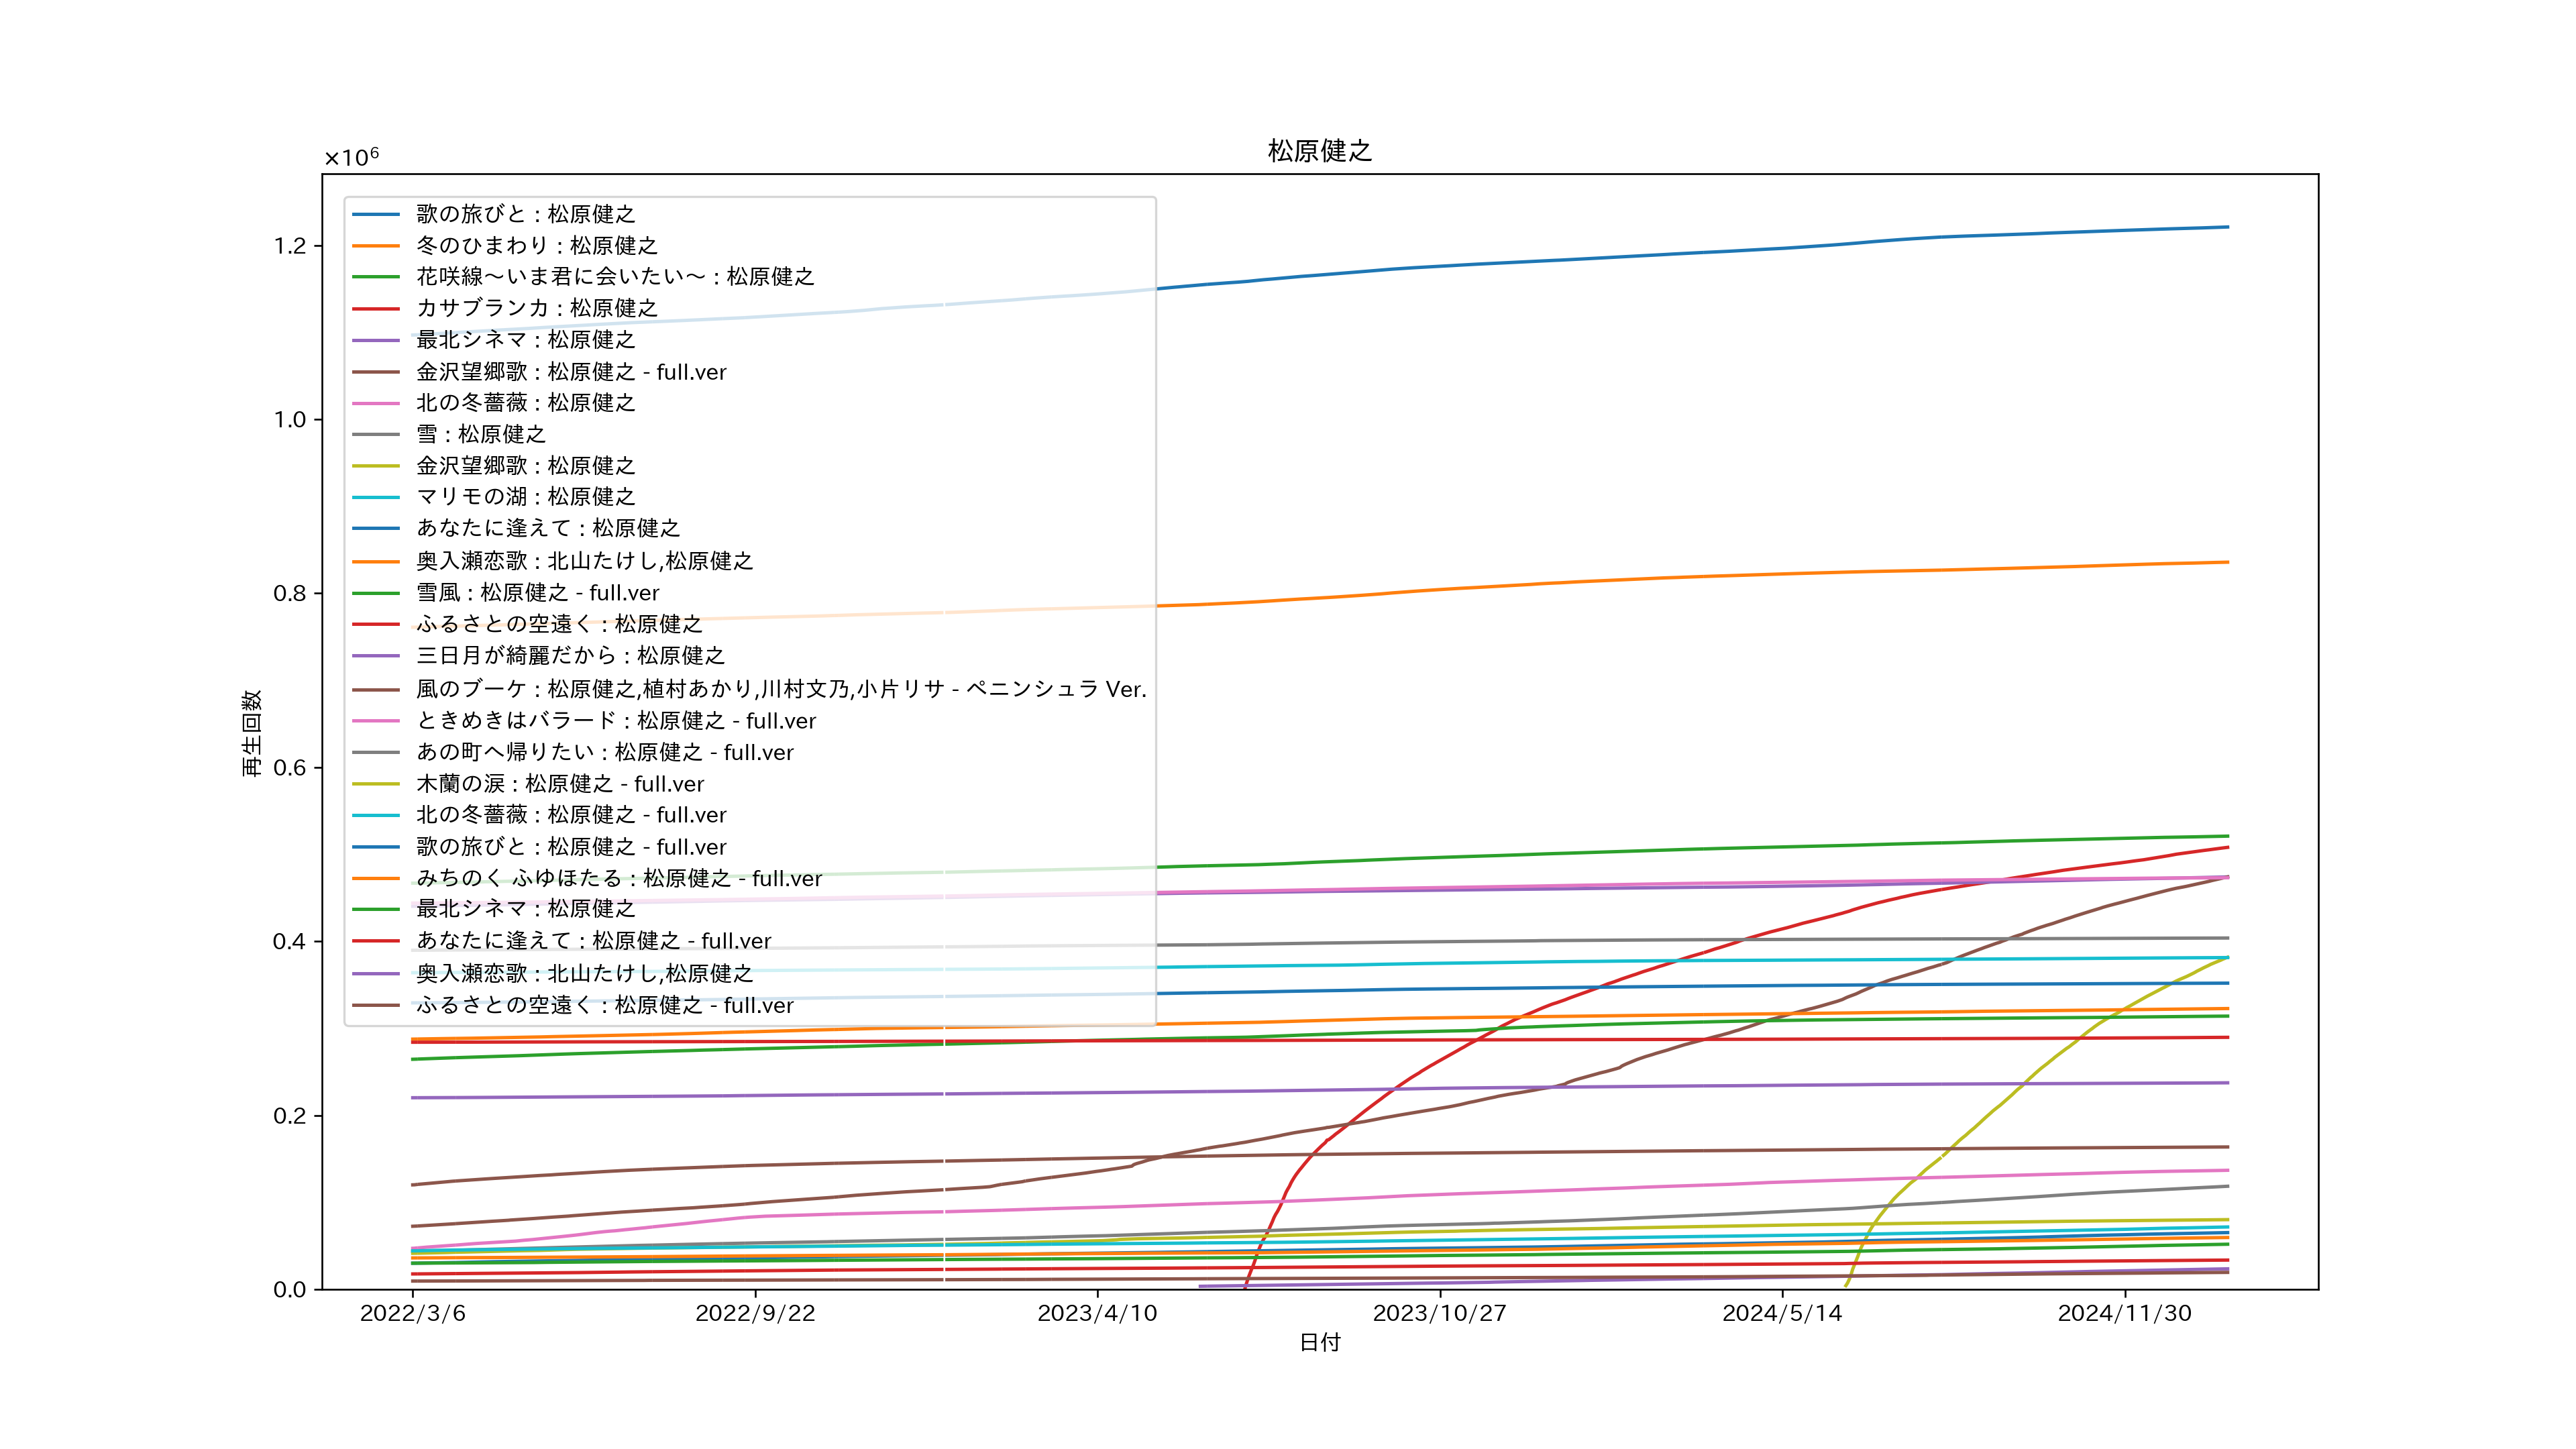 松原健之
×10⁶
歌の旅びと : 松原健之
冬のひまわり : 松原健之
花咲線～いま君に会いたい～ : 松原健之
カサブランカ : 松原健之
最北シネマ : 松原健之
金沢望郷歌 : 松原健之 - full.ver
北の冬薔薇 : 松原健之
雪 : 松原健之
金沢望郷歌 : 松原健之
マリモの湖 : 松原健之
あなたに逢えて : 松原健之
奥入瀬恋歌 : 北山たけし,松原健之
雪風 : 松原健之 - full.ver
ふるさとの空遠く : 松原健之
三日月が綺麗だから : 松原健之
風のブーケ : 松原健之,植村あかり,川村文乃,小片リサ - ペニンシュラ Ver.
ときめきはバラード : 松原健之 - full.ver
あの町へ帰りたい : 松原健之 - full.ver
木蘭の涙 : 松原健之 - full.ver
北の冬薔薇 : 松原健之 - full.ver
歌の旅びと : 松原健之 - full.ver
みちのく ふゆほたる : 松原健之 - full.ver
最北シネマ : 松原健之
あなたに逢えて : 松原健之 - full.ver
奥入瀬恋歌 : 北山たけし,松原健之
ふるさとの空遠く : 松原健之 - full.ver
1.2
1.0
0.8
0.6
0.4
0.2
0.0
再生回数
2022/3/6
2022/9/22
2023/4/10
2023/10/27
2024/5/14
2024/11/30
日付